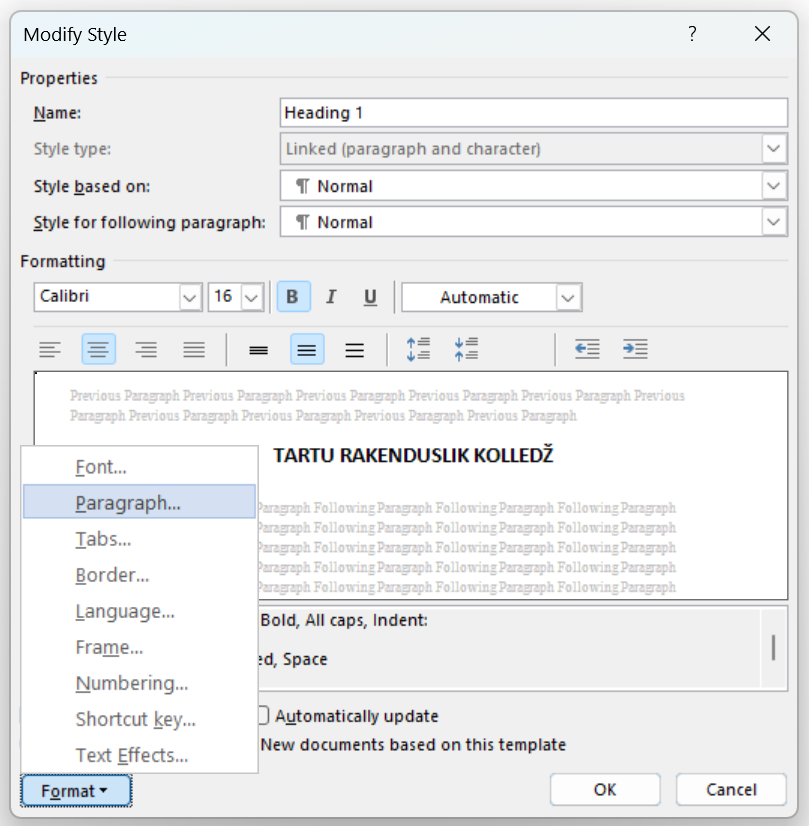 Modify Style ?
Properties
Name: Heading 1
Style type: Linked (paragraph and character)
Style based on: ¶ Normal
Style for following paragraph: ¶ Normal
Formatting
Calibri 16 B I U Automatic
Previous Paragraph Previous Paragraph Previous Paragraph Previous Paragraph Previous Paragraph Previous
Paragraph Previous Paragraph Previous Paragraph Previous Paragraph Previous Paragraph
TARTU RAKENDUSLIK KOLLEDŽ
Paragraph Following Paragraph Following Paragraph Following Paragraph
Paragraph Following Paragraph Following Paragraph Following Paragraph
Paragraph Following Paragraph Following Paragraph Following Paragraph
Paragraph Following Paragraph Following Paragraph Following Paragraph
Paragraph Following Paragraph Following Paragraph Following Paragraph
Bold, All caps, Indent:
ed, Space
Automatically update
New documents based on this template
Font...
Paragraph...
Tabs...
Border...
Language...
Frame...
Numbering...
Shortcut key...
Text Effects...
Format
OK
Cancel